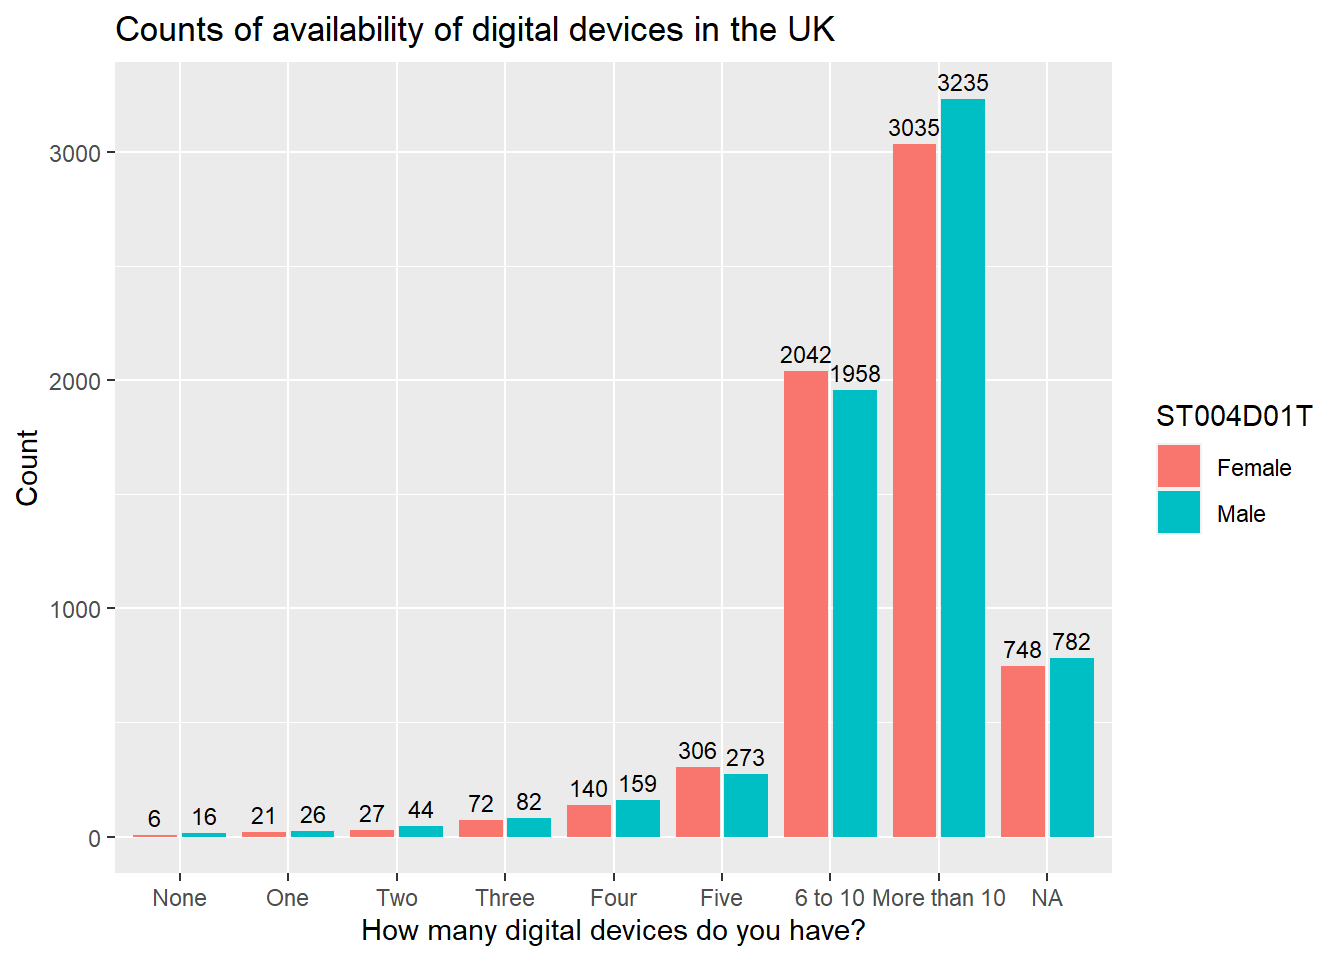 Counts of availability of digital devices in the UK
3235
3035
3000
2042
1958
2000
ST004D01T
Female
Male
Count
1000
748 782
306 273
140 159
72 82
27 44
21 26
6 16
0
None One Two Three Four Five 6 to 10 More than 10 NA
How many digital devices do you have?